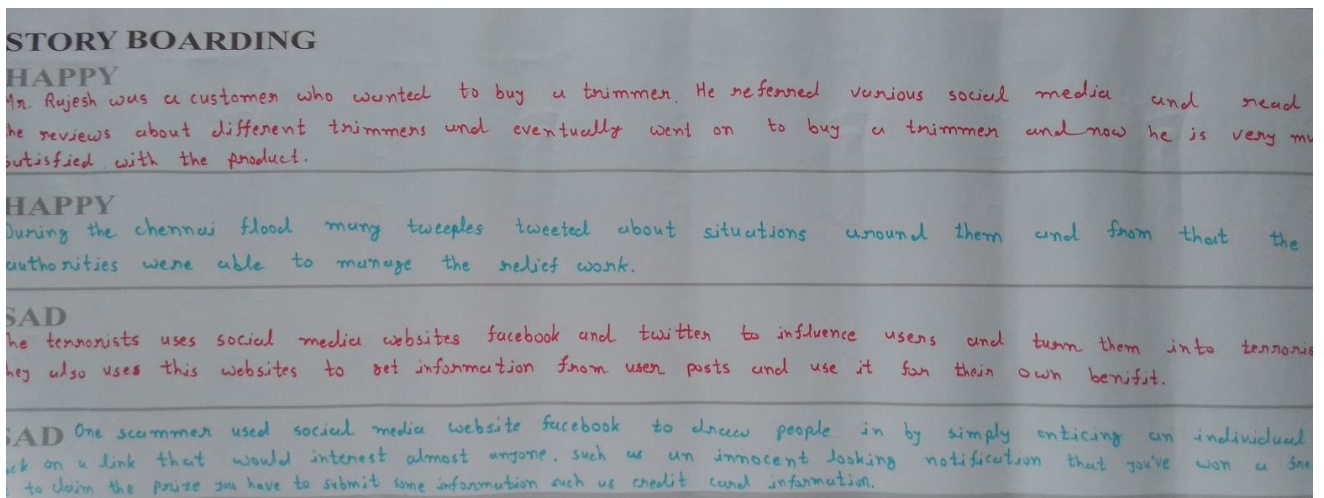 STORY BOARDING
HAPPY
Mr. Rajesh was a customer who wanted to buy a trimmer. He referred various social media and read
he reviews about different trimmers and eventually went on to buy a trimmer and now he is very mu
satisfied with the product.
HAPPY
During the chennai flood many tweeples tweeted about situations around them and from that the
authorities were able to manage the relief work.
SAD
he terrorists uses social media websites facebook and twitter to influence users and turn them into terroris
hey also uses this websites to get information from user posts and use it for their own benifit.
SAD One scammer used social media website facebook to draw people in by simply enticing an individual
ck on a link that would interest almost anyone. such as an innocent looking notification that you've won a fre
to claim the prize you have to submit some information such us credit card information.